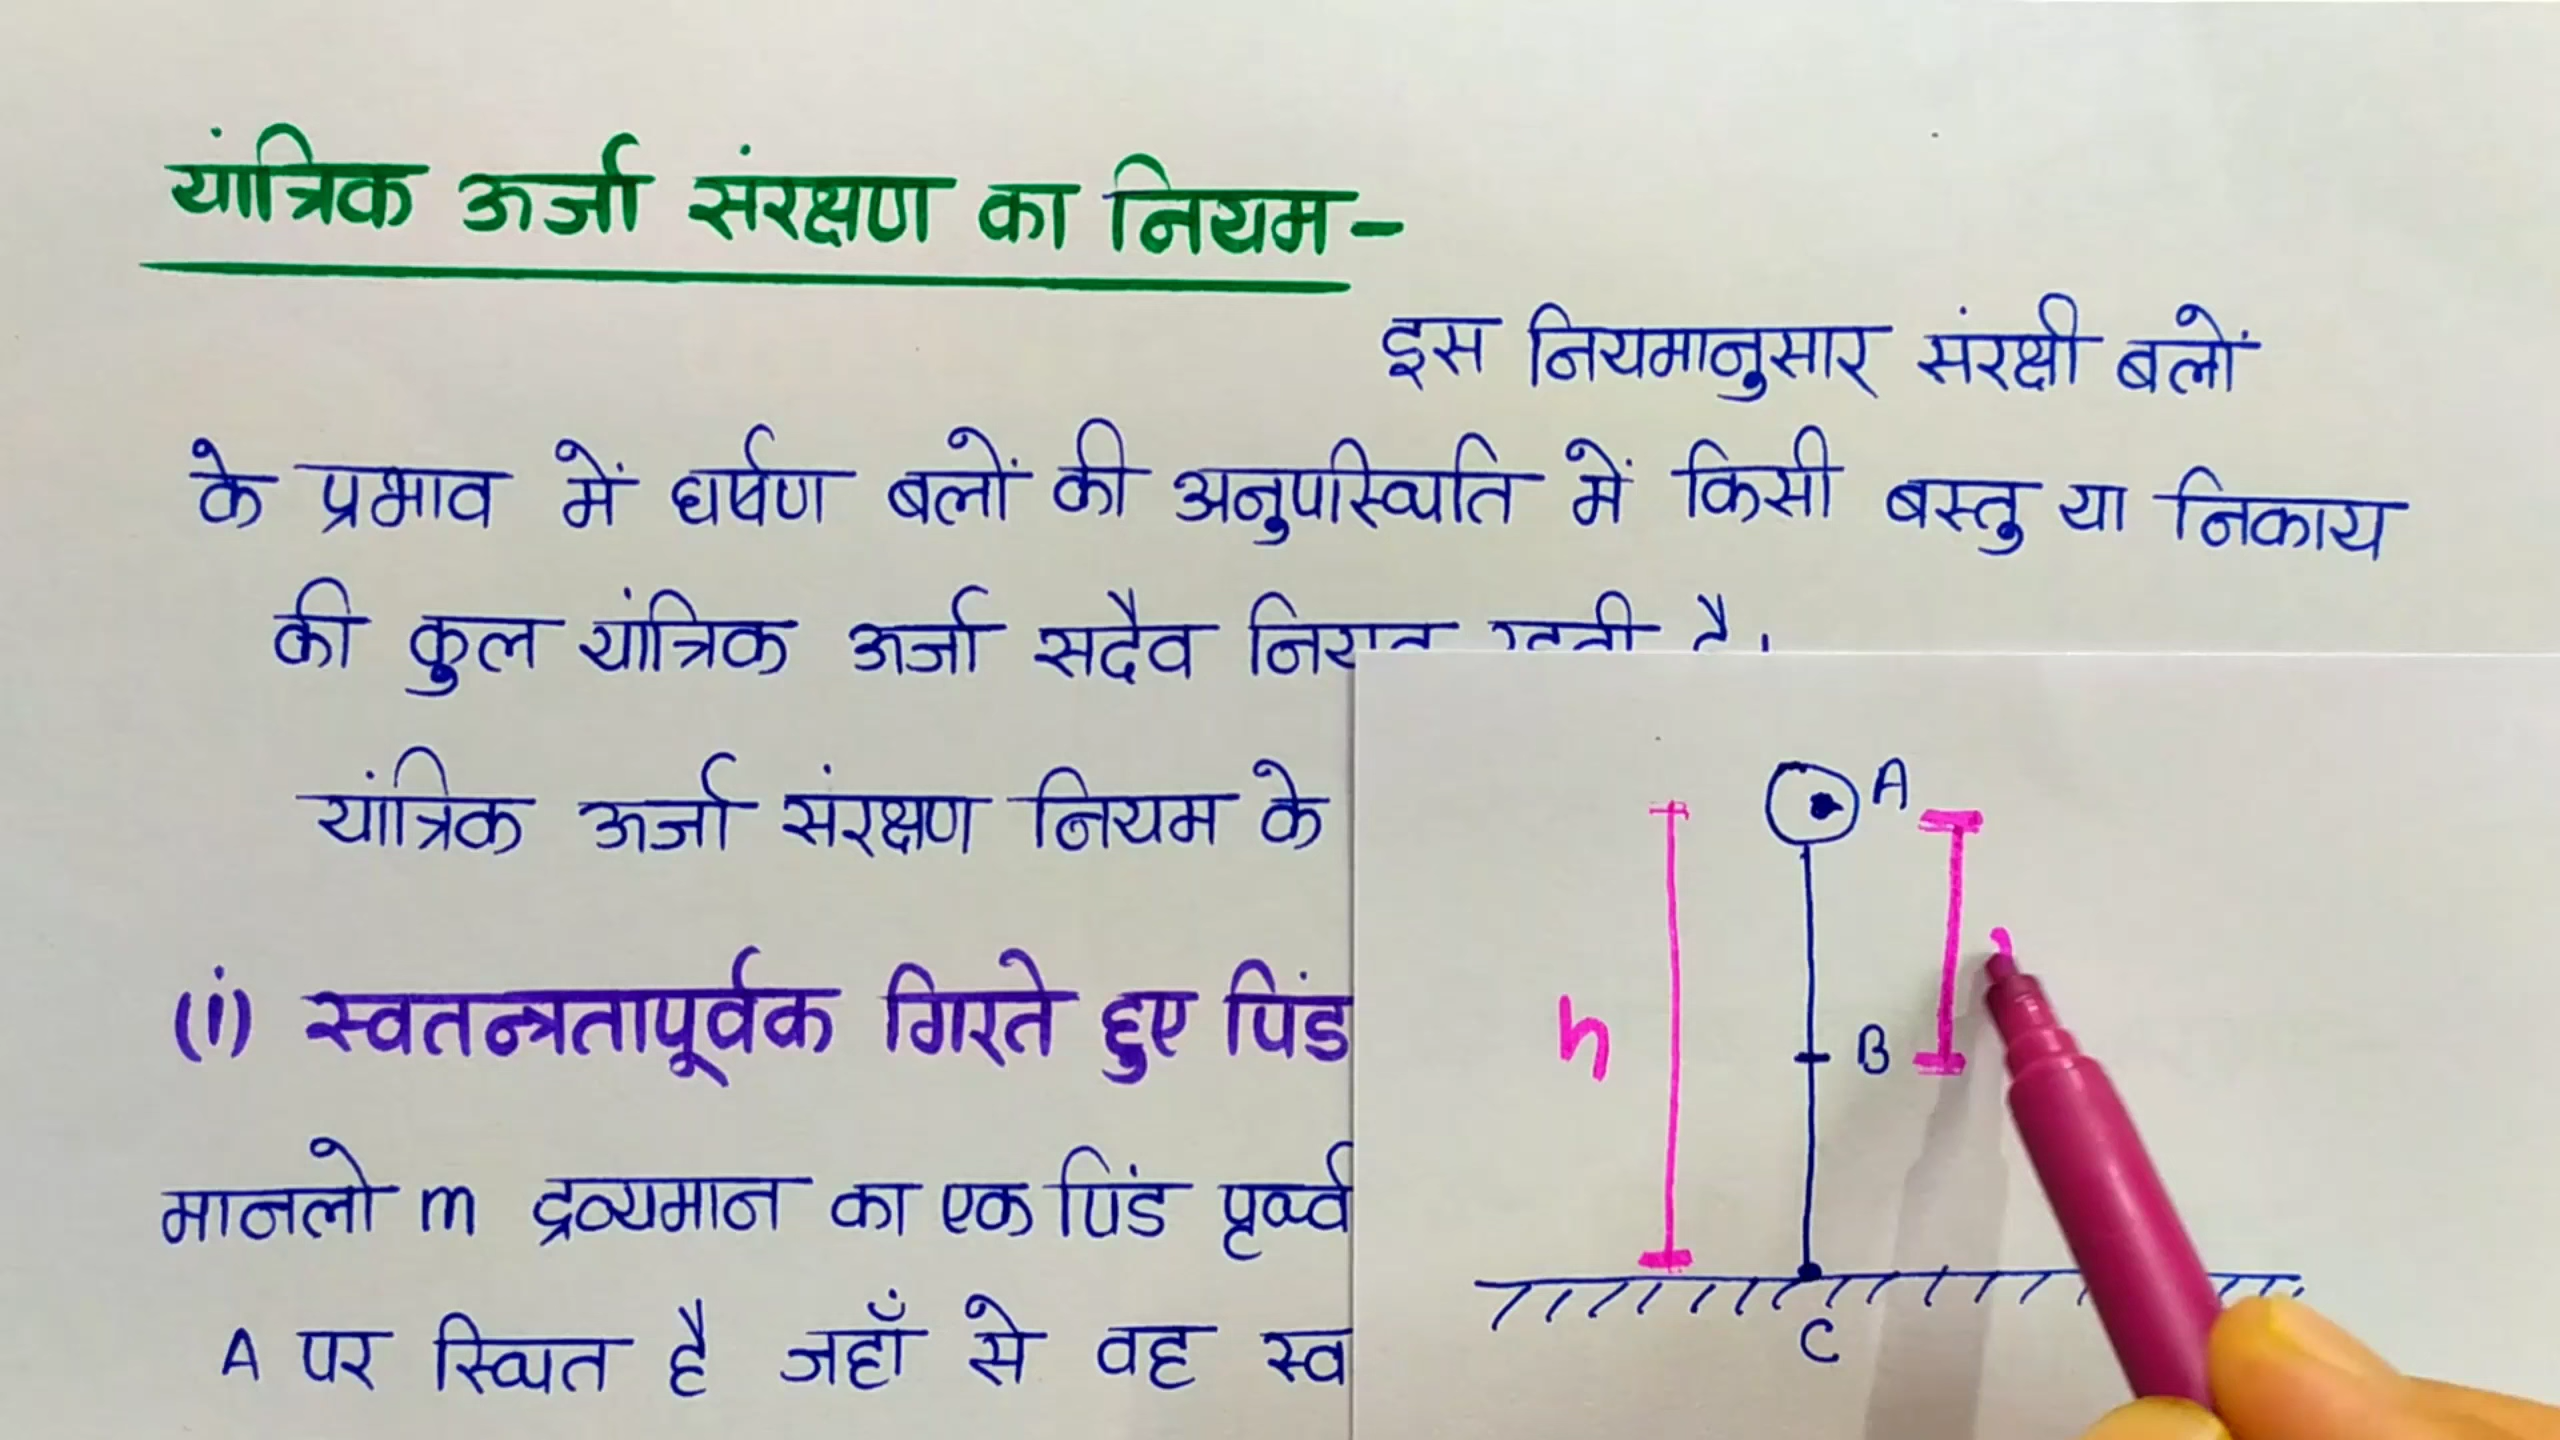 यांत्रिक ऊर्जा संरक्षण का नियम-
इस नियमानुसार संरक्षी बलों
के प्रभाव में घर्षण बलों की अनुपस्थिति में किसी बस्तु या निकाय
की कुल यांत्रिक ऊर्जा सदैव
यांत्रिक ऊर्जा संरक्षण नियम के
(i) स्वतन्त्रतापूर्वक गिरते हुए पिंड
मानलो m द्रव्यमान का एक पिंड
A पर स्थित है जहाँ से वह स्व
A
h
B
C